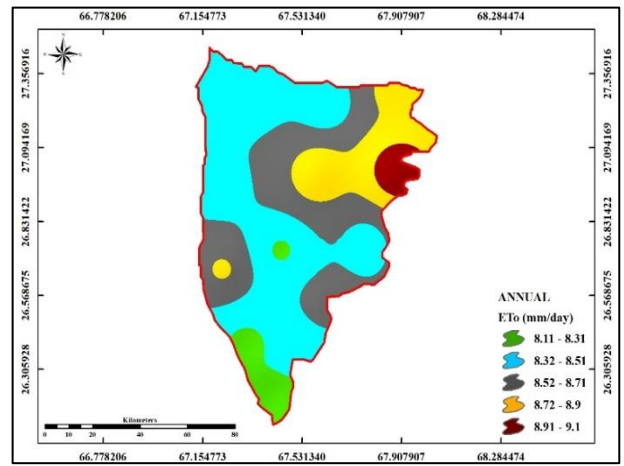 66.778206 67.154773 67.531340 67.907907 68.284474
27.356916 27.356916
27.094169 27.094169
26.831422 26.831422
26.568675 26.568675
26.305928 26.305928
ANNUAL
ETo (mm/day)
8.11 - 8.31
8.32 - 8.51
8.52 - 8.71
8.72 - 8.9
8.91 - 9.1
Kilometers
0 5 10 20 40 60 80
66.778206 67.154773 67.531340 67.907907 68.284474